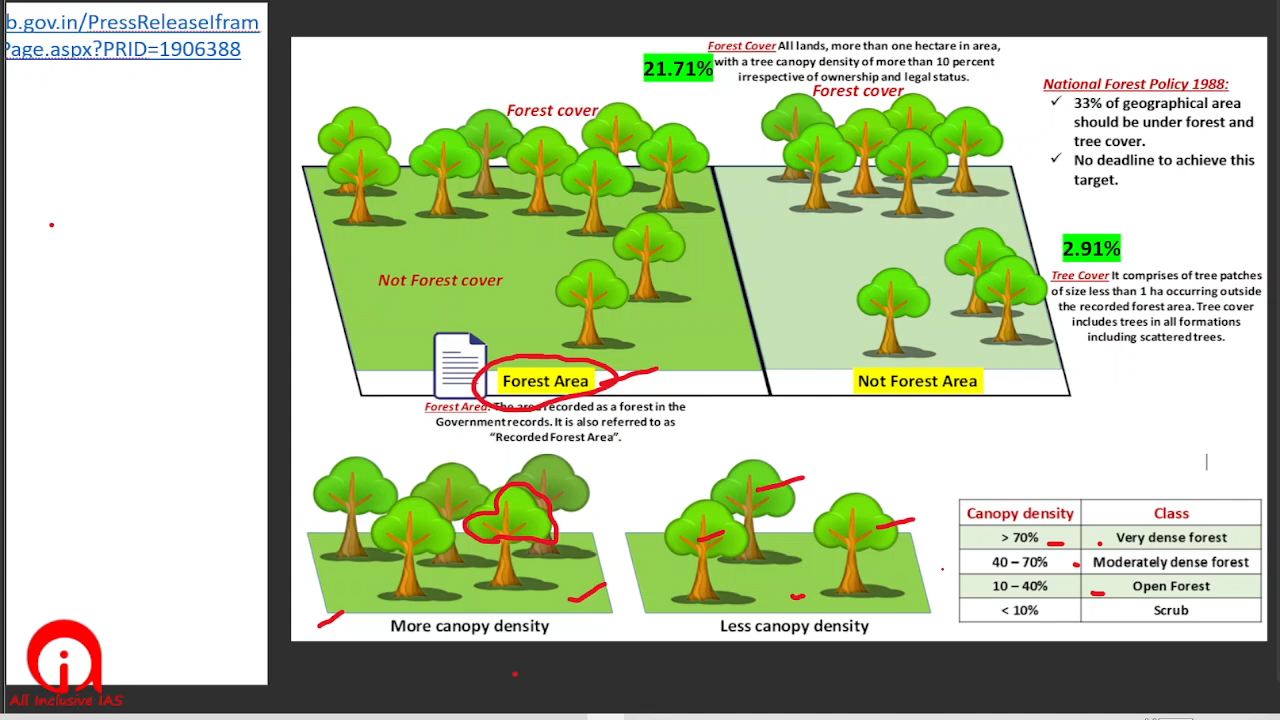 b.gov.in/PressReleaseIfram
Page.aspx?PRID=1906388
21.71%
Forest Cover All lands, more than one hectare in area,
with a tree canopy density of more than 10 percent
irrespective of ownership and legal status.
Forest cover
Forest cover
National Forest Policy 1988:
✓ 33% of geographical area
should be under forest and
tree cover.
✓ No deadline to achieve this
target.
Not Forest cover
2.91%
Tree Cover It comprises of tree patches
of size less than 1 ha occurring outside
the recorded forest area. Tree cover
includes trees in all formations
including scattered trees.
Forest Area
Not Forest Area
Forest Area: The area recorded as a forest in the
Government records. It is also referred to as
“Recorded Forest Area”.
More canopy density
Less canopy density
Canopy density Class
> 70% Very dense forest
40 – 70% Moderately dense forest
10 – 40% Open Forest
< 10% Scrub
All Inclusive IAS